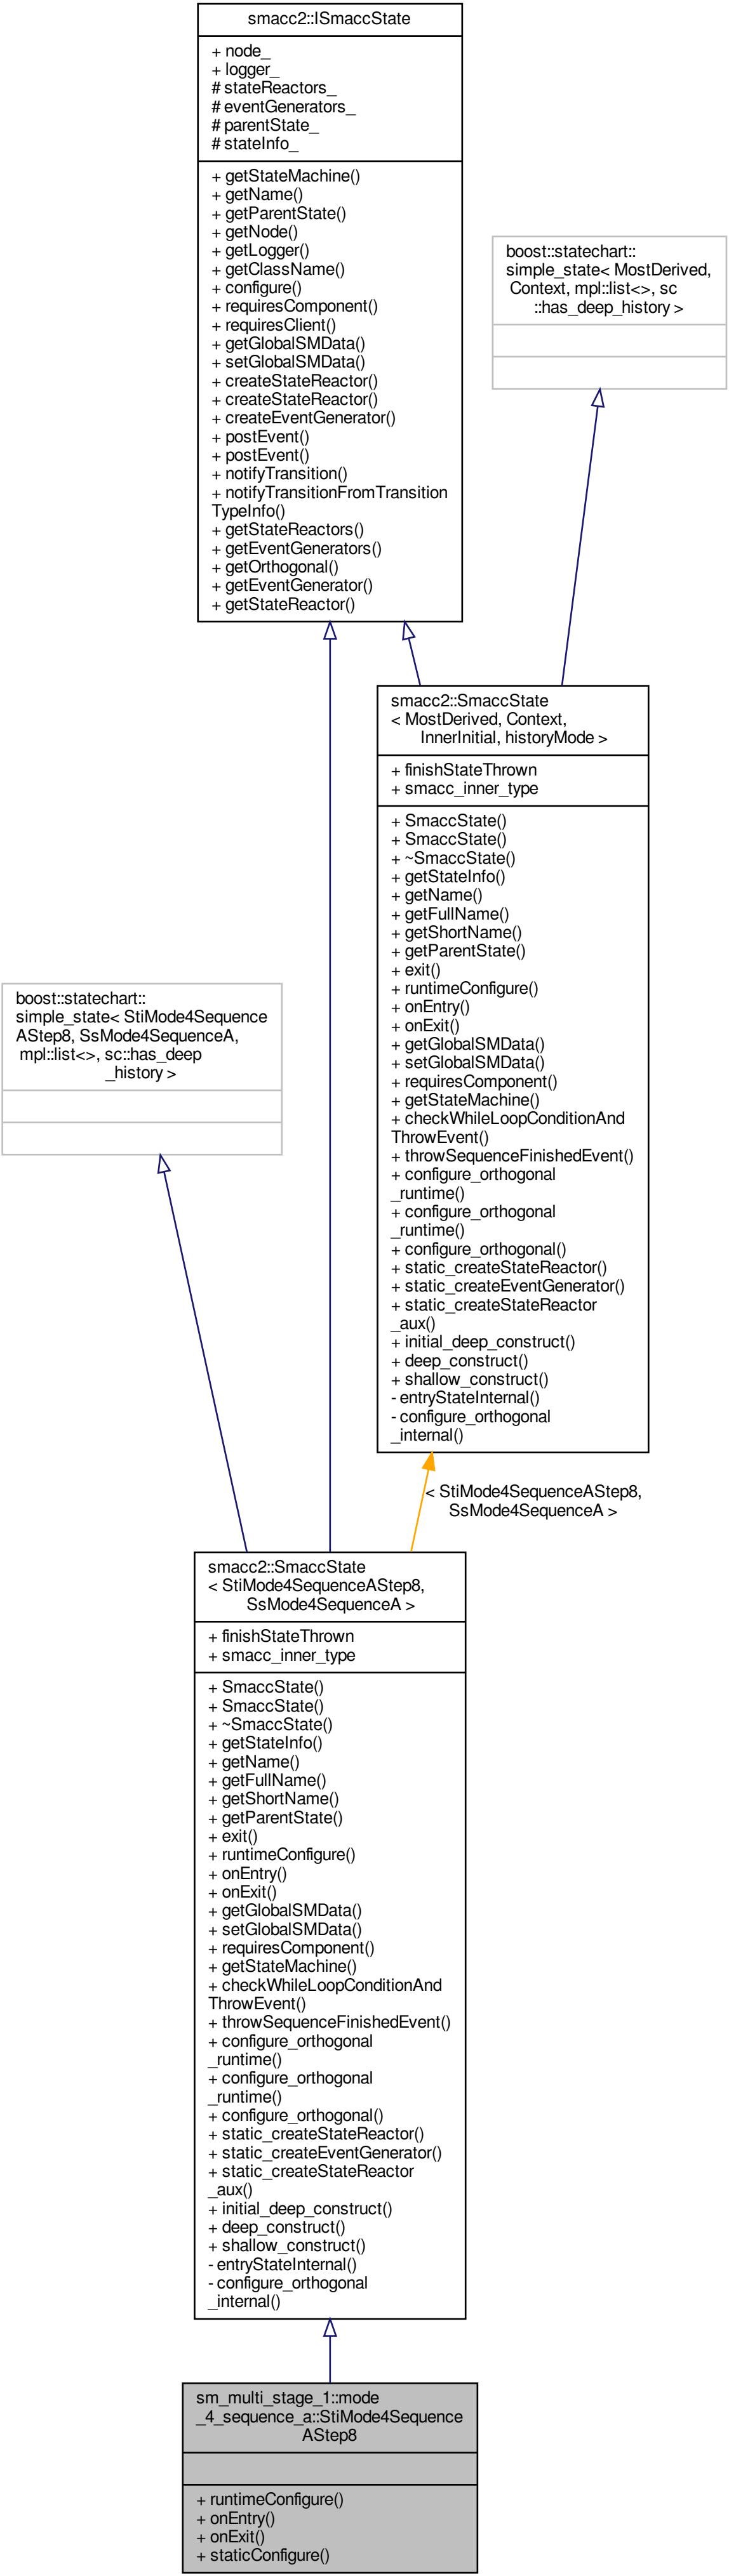 smacc2::ISmaccState
+ node_
+ logger_
# stateReactors_
# eventGenerators_
# parentState_
# stateInfo_
+ getStateMachine()
+ getName()
+ getParentState()
+ getNode()
+ getLogger()
+ getClassName()
+ configure()
+ requiresComponent()
+ requiresClient()
+ getGlobalSMData()
+ setGlobalSMData()
+ createStateReactor()
+ createStateReactor()
+ createEventGenerator()
+ postEvent()
+ postEvent()
+ notifyTransition()
+ notifyTransitionFromTransition
TypeInfo()
+ getStateReactors()
+ getEventGenerators()
+ getOrthogonal()
+ getEventGenerator()
+ getStateReactor()
boost::statechart::
simple_state< MostDerived,
Context, mpl::list<>, sc
::has_deep_history >
smacc2::SmaccState
< MostDerived, Context,
InnerInitial, historyMode >
+ finishStateThrown
+ smacc_inner_type
+ SmaccState()
+ SmaccState()
+ ~SmaccState()
+ getStateInfo()
+ getName()
+ getFullName()
+ getShortName()
+ getParentState()
+ exit()
+ runtimeConfigure()
+ onEntry()
+ onExit()
+ getGlobalSMData()
+ setGlobalSMData()
+ requiresComponent()
+ getStateMachine()
+ checkWhileLoopConditionAnd
ThrowEvent()
+ throwSequenceFinishedEvent()
+ configure_orthogonal
_runtime()
+ configure_orthogonal
_runtime()
+ configure_orthogonal()
+ static_createStateReactor()
+ static_createEventGenerator()
+ static_createStateReactor
_aux()
+ initial_deep_construct()
+ deep_construct()
+ shallow_construct()
- entryStateInternal()
- configure_orthogonal
_internal()
boost::statechart::
simple_state< StiMode4Sequence
AStep8, SsMode4SequenceA,
mpl::list<>, sc::has_deep
_history >
< StiMode4SequenceAStep8,
SsMode4SequenceA >
smacc2::SmaccState
< StiMode4SequenceAStep8,
SsMode4SequenceA >
+ finishStateThrown
+ smacc_inner_type
+ SmaccState()
+ SmaccState()
+ ~SmaccState()
+ getStateInfo()
+ getName()
+ getFullName()
+ getShortName()
+ getParentState()
+ exit()
+ runtimeConfigure()
+ onEntry()
+ onExit()
+ getGlobalSMData()
+ setGlobalSMData()
+ requiresComponent()
+ getStateMachine()
+ checkWhileLoopConditionAnd
ThrowEvent()
+ throwSequenceFinishedEvent()
+ configure_orthogonal
_runtime()
+ configure_orthogonal
_runtime()
+ configure_orthogonal()
+ static_createStateReactor()
+ static_createEventGenerator()
+ static_createStateReactor
_aux()
+ initial_deep_construct()
+ deep_construct()
+ shallow_construct()
- entryStateInternal()
- configure_orthogonal
_internal()
sm_multi_stage_1::mode
_4_sequence_a::StiMode4Sequence
AStep8
+ runtimeConfigure()
+ onEntry()
+ onExit()
+ staticConfigure()